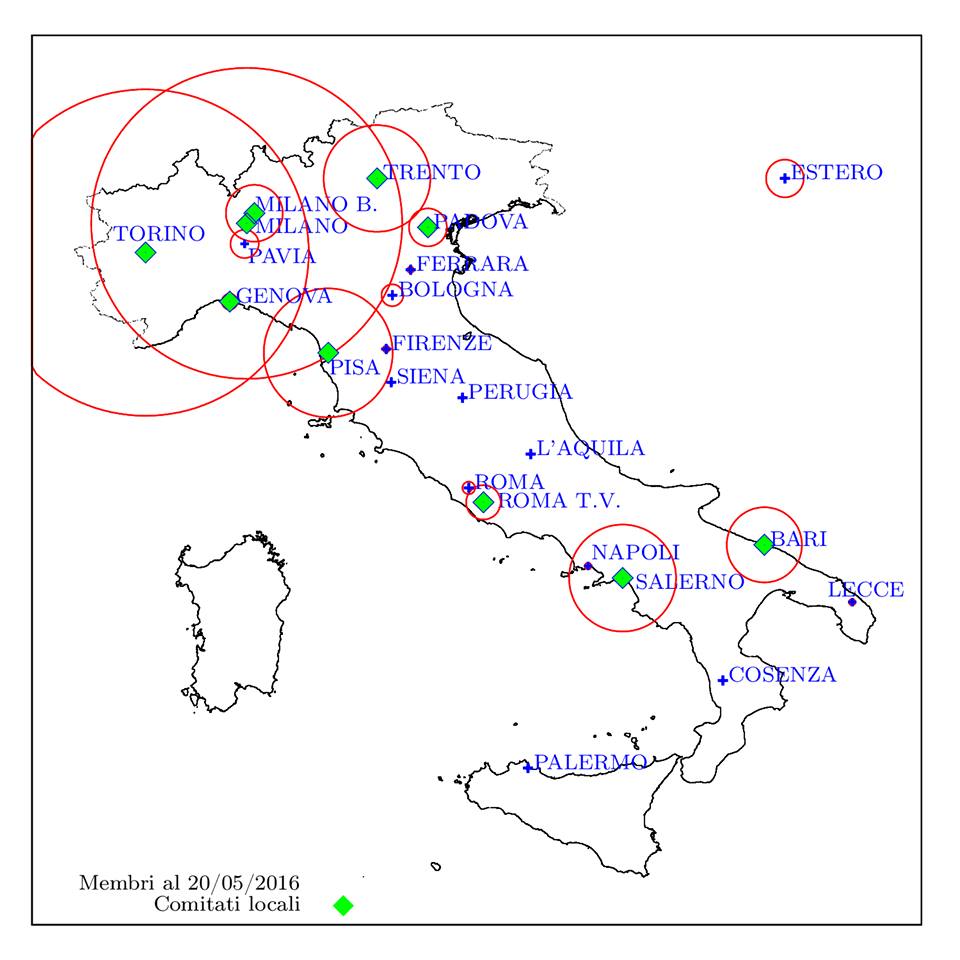 TRENTO
ESTERO
MILANO B.
PADOVA
MILANO
TORINO
PAVIA
FERRARA
BOLOGNA
GENOVA
FIRENZE
PISA
SIENA
PERUGIA
L'AQUILA
ROMA
ROMA T.V.
BARI
NAPOLI
SALERNO
LECCE
COSENZA
PALERMO
Membri al 20/05/2016
Comitati locali